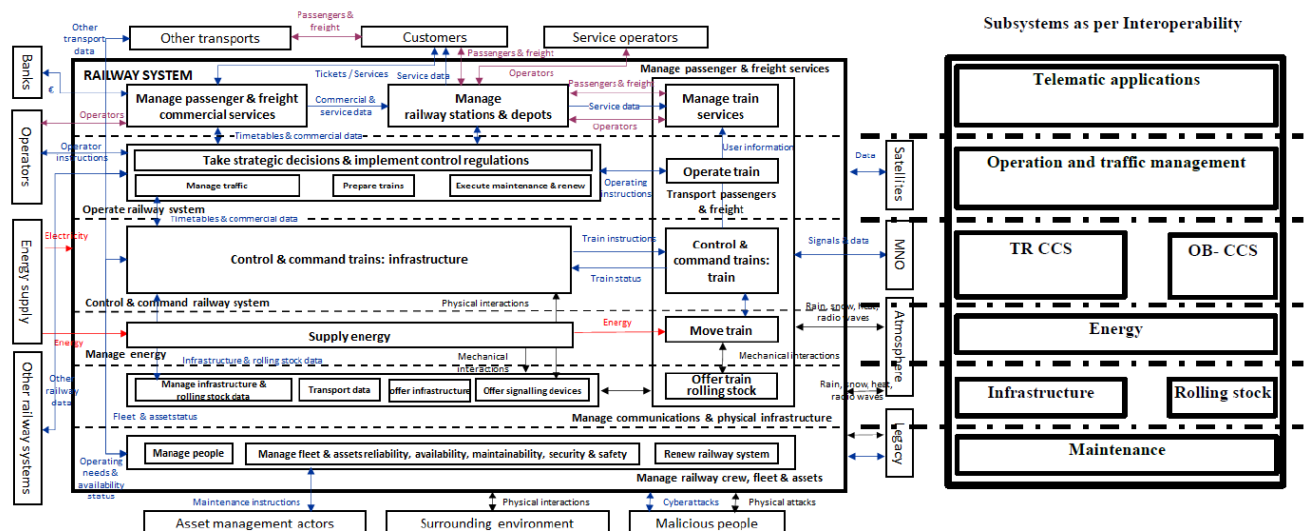 Subsystems as per Interoperability
Other
transport
data
Passengers &
freight
Other transports
Customers
Service operators
Passengers & freight
Banks
€
RAILWAY SYSTEM
Tickets / Services
Service data
Operators
Manage passenger & freight services
Passengers & freight
Manage passenger & freight
commercial services
Commercial &
service data
Manage
railway stations & depots
Service data
Operators
Manage train
services
Telematic applications
Operators
Operators
Operator
instructions
Timetables & commercial data
User information
Take strategic decisions & implement control regulations
Manage traffic
Prepare trains
Execute maintenance & renew
Operating
instructions
Operate train
Transport passengers
& freight
Data
Satellites
Operation and traffic management
Operate railway system
Timetables & commercial data
Electricity
Energy
supply
Control & command trains: infrastructure
Train instructions
Train status
Control &
command trains:
train
Signals & data
MNO
TR CCS
OB- CCS
Control & command railway system
Physical interactions
Rain, snow, heat,
radio waves
Atmosphere
Supply energy
Energy
Move train
Energy
Energy
Manage energy
Infrastructure & rolling stock data
Mechanical
interactions
Mechanical interactions
Other railway systems
Other
railway data
Manage infrastructure &
rolling stock data
Transport data
offer infrastructure
Offer signalling devices
Offer train
rolling stock
Rain, snow, heat,
radio waves
Infrastructure
Rolling stock
Fleet & assetstatus
Manage communications & physical infrastructure
Legacy
Operating
needs &
availability
status
Manage people
Manage fleet & assets reliability, availability, maintainability, security & safety
Renew railway system
Maintenance
Manage railway crew, fleet & assets
Maintenance instructions
Physical interactions
Cyberattacks
Physical attacks
Asset management actors
Surrounding environment
Malicious people